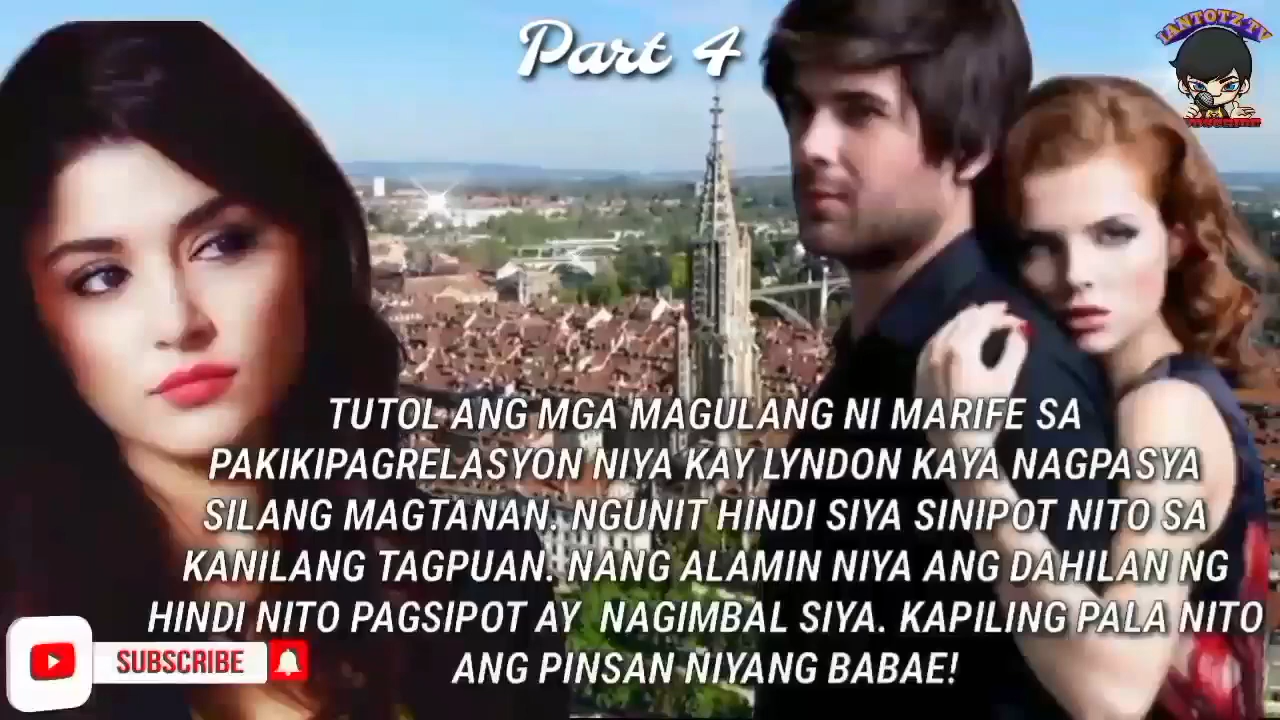 Part 4
IANTOTZ TV
TUTOL ANG MGA MAGULANG NI MARIFE SA
PAKIKIPAGRELASYON NIYA KAY LYNDON KAYA NAGPASYA
SILANG MAGTANAN. NGUNIT HINDI SIYA SINIPOT NITO SA
KANILANG TAGPUAN. NANG ALAMIN NIYA ANG DAHILAN NG
HINDI NITO PAGSIPOT AY NAGIMBAL SIYA. KAPILING PALA NITO
ANG PINSAN NIYANG BABAE!
SUBSCRIBE